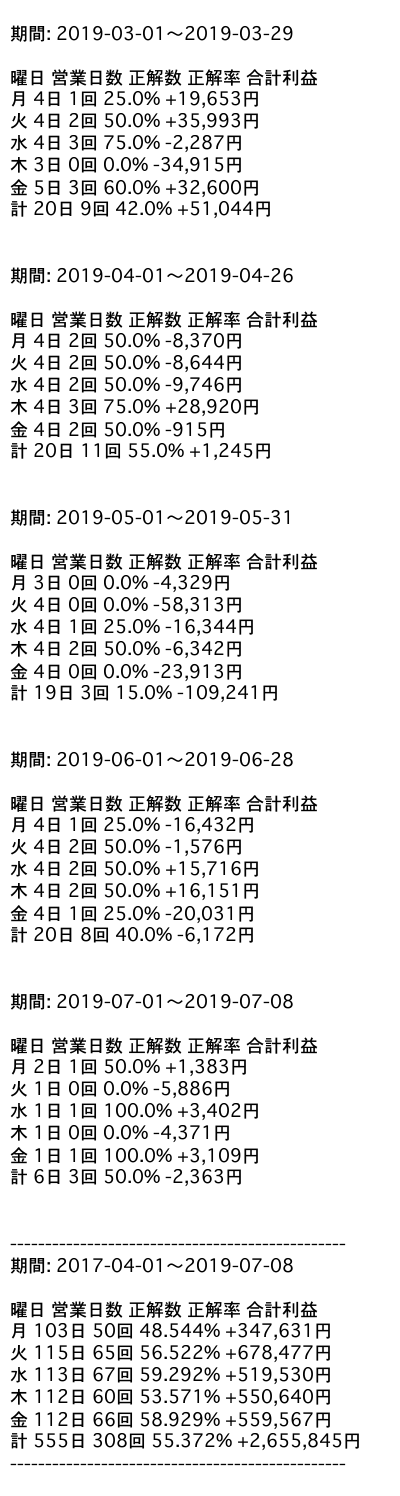 期間: 2019-03-01〜2019-03-29
曜日 営業日数 正解数 正解率 合計利益
月 4日 1回 25.0% +19,653円
火 4日 2回 50.0% +35,993円
水 4日 3回 75.0% -2,287円
木 3日 0回 0.0% -34,915円
金 5日 3回 60.0% +32,600円
計 20日 9回 42.0% +51,044円
期間: 2019-04-01〜2019-04-26
曜日 営業日数 正解数 正解率 合計利益
月 4日 2回 50.0% -8,370円
火 4日 2回 50.0% -8,644円
水 4日 2回 50.0% -9,746円
木 4日 3回 75.0% +28,920円
金 4日 2回 50.0% -915円
計 20日 11回 55.0% +1,245円
期間: 2019-05-01〜2019-05-31
曜日 営業日数 正解数 正解率 合計利益
月 3日 0回 0.0% -4,329円
火 4日 0回 0.0% -58,313円
水 4日 1回 25.0% -16,344円
木 4日 2回 50.0% -6,342円
金 4日 0回 0.0% -23,913円
計 19日 3回 15.0% -109,241円
期間: 2019-06-01〜2019-06-28
曜日 営業日数 正解数 正解率 合計利益
月 4日 1回 25.0% -16,432円
火 4日 2回 50.0% -1,576円
水 4日 2回 50.0% +15,716円
木 4日 2回 50.0% +16,151円
金 4日 1回 25.0% -20,031円
計 20日 8回 40.0% -6,172円
期間: 2019-07-01〜2019-07-08
曜日 営業日数 正解数 正解率 合計利益
月 2日 1回 50.0% +1,383円
火 1日 0回 0.0% -5,886円
水 1日 1回 100.0% +3,402円
木 1日 0回 0.0% -4,371円
金 1日 1回 100.0% +3,109円
計 6日 3回 50.0% -2,363円
------------------------------------------------
期間: 2017-04-01〜2019-07-08
曜日 営業日数 正解数 正解率 合計利益
月 103日 50回 48.544% +347,631円
火 115日 65回 56.522% +678,477円
水 113日 67回 59.292% +519,530円
木 112日 60回 53.571% +550,640円
金 112日 66回 58.929% +559,567円
計 555日 308回 55.372% +2,655,845円
------------------------------------------------